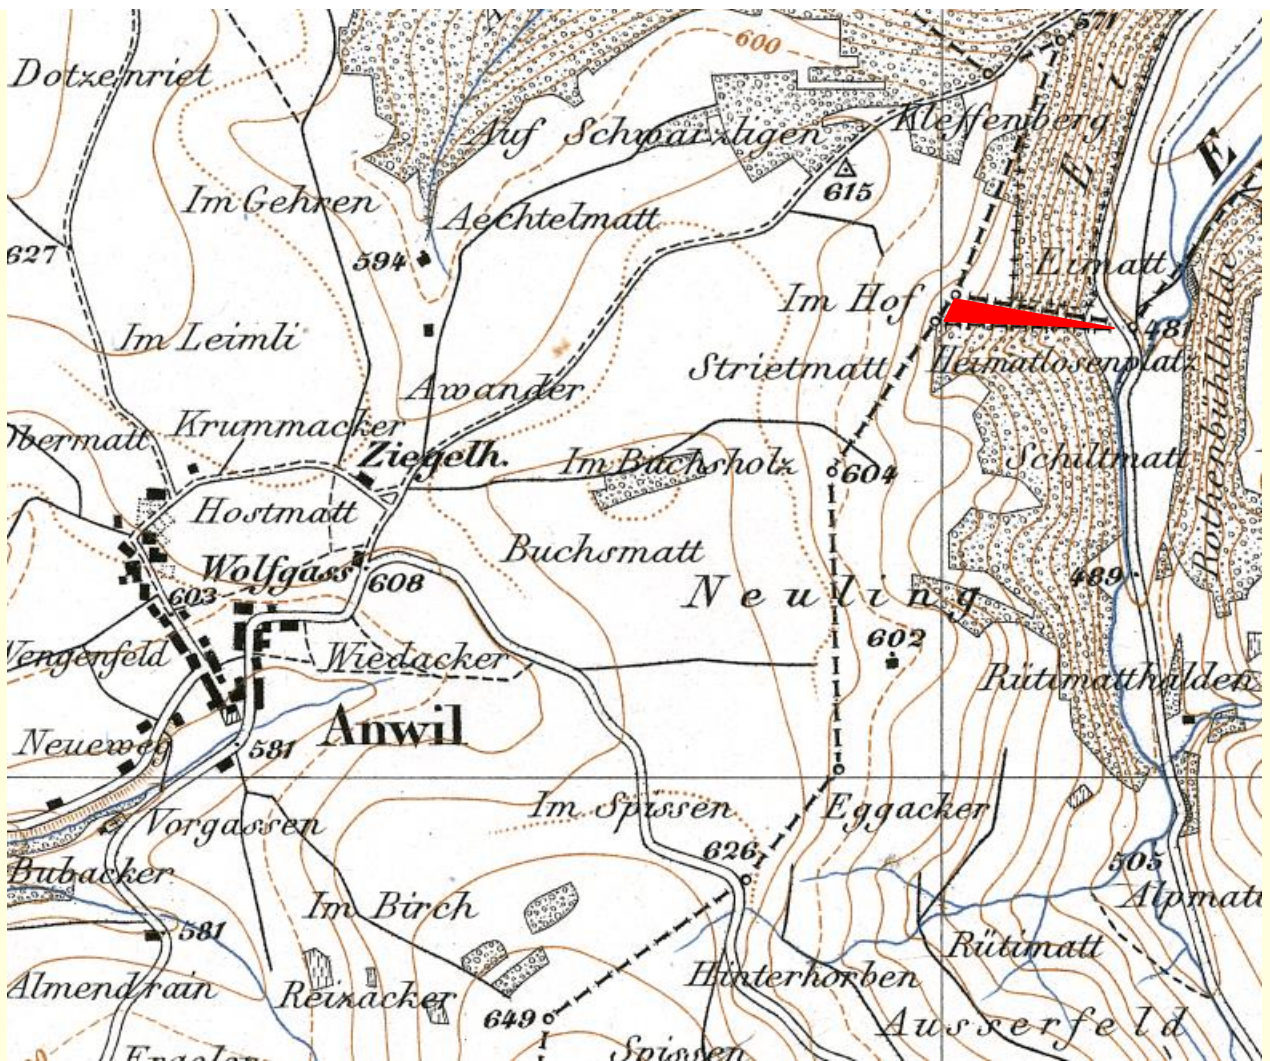 571
600
Dotzenriet
Kleffenberg
Auf Schwarzligen
Ei
E
615
Im Gehren
Aechtelmatt
627
594
Eimatt
Im Hof
Im Leimli
481
Strietmatt
Heimatlosenplatz
Awander
Krummacker
Obermatt
Ziegelh.
Im Buchsholz
604
Schiltmatt
Rothenbühlhalde
Hostmatt
Buchsmatt
Wolfgass
608
489
603
Neuling
602
Wengenfeld
Wiedacker
Rütimatthalden
Anwil
Neueweg
581
Im Spissen
Eggacker
Vorgassen
626
505
Bubacker
Alpmatt
Im Birch
581
Rütimatt
Hinterhorben
Almendrain
Reizacker
649
Ausserfeld
Spissen